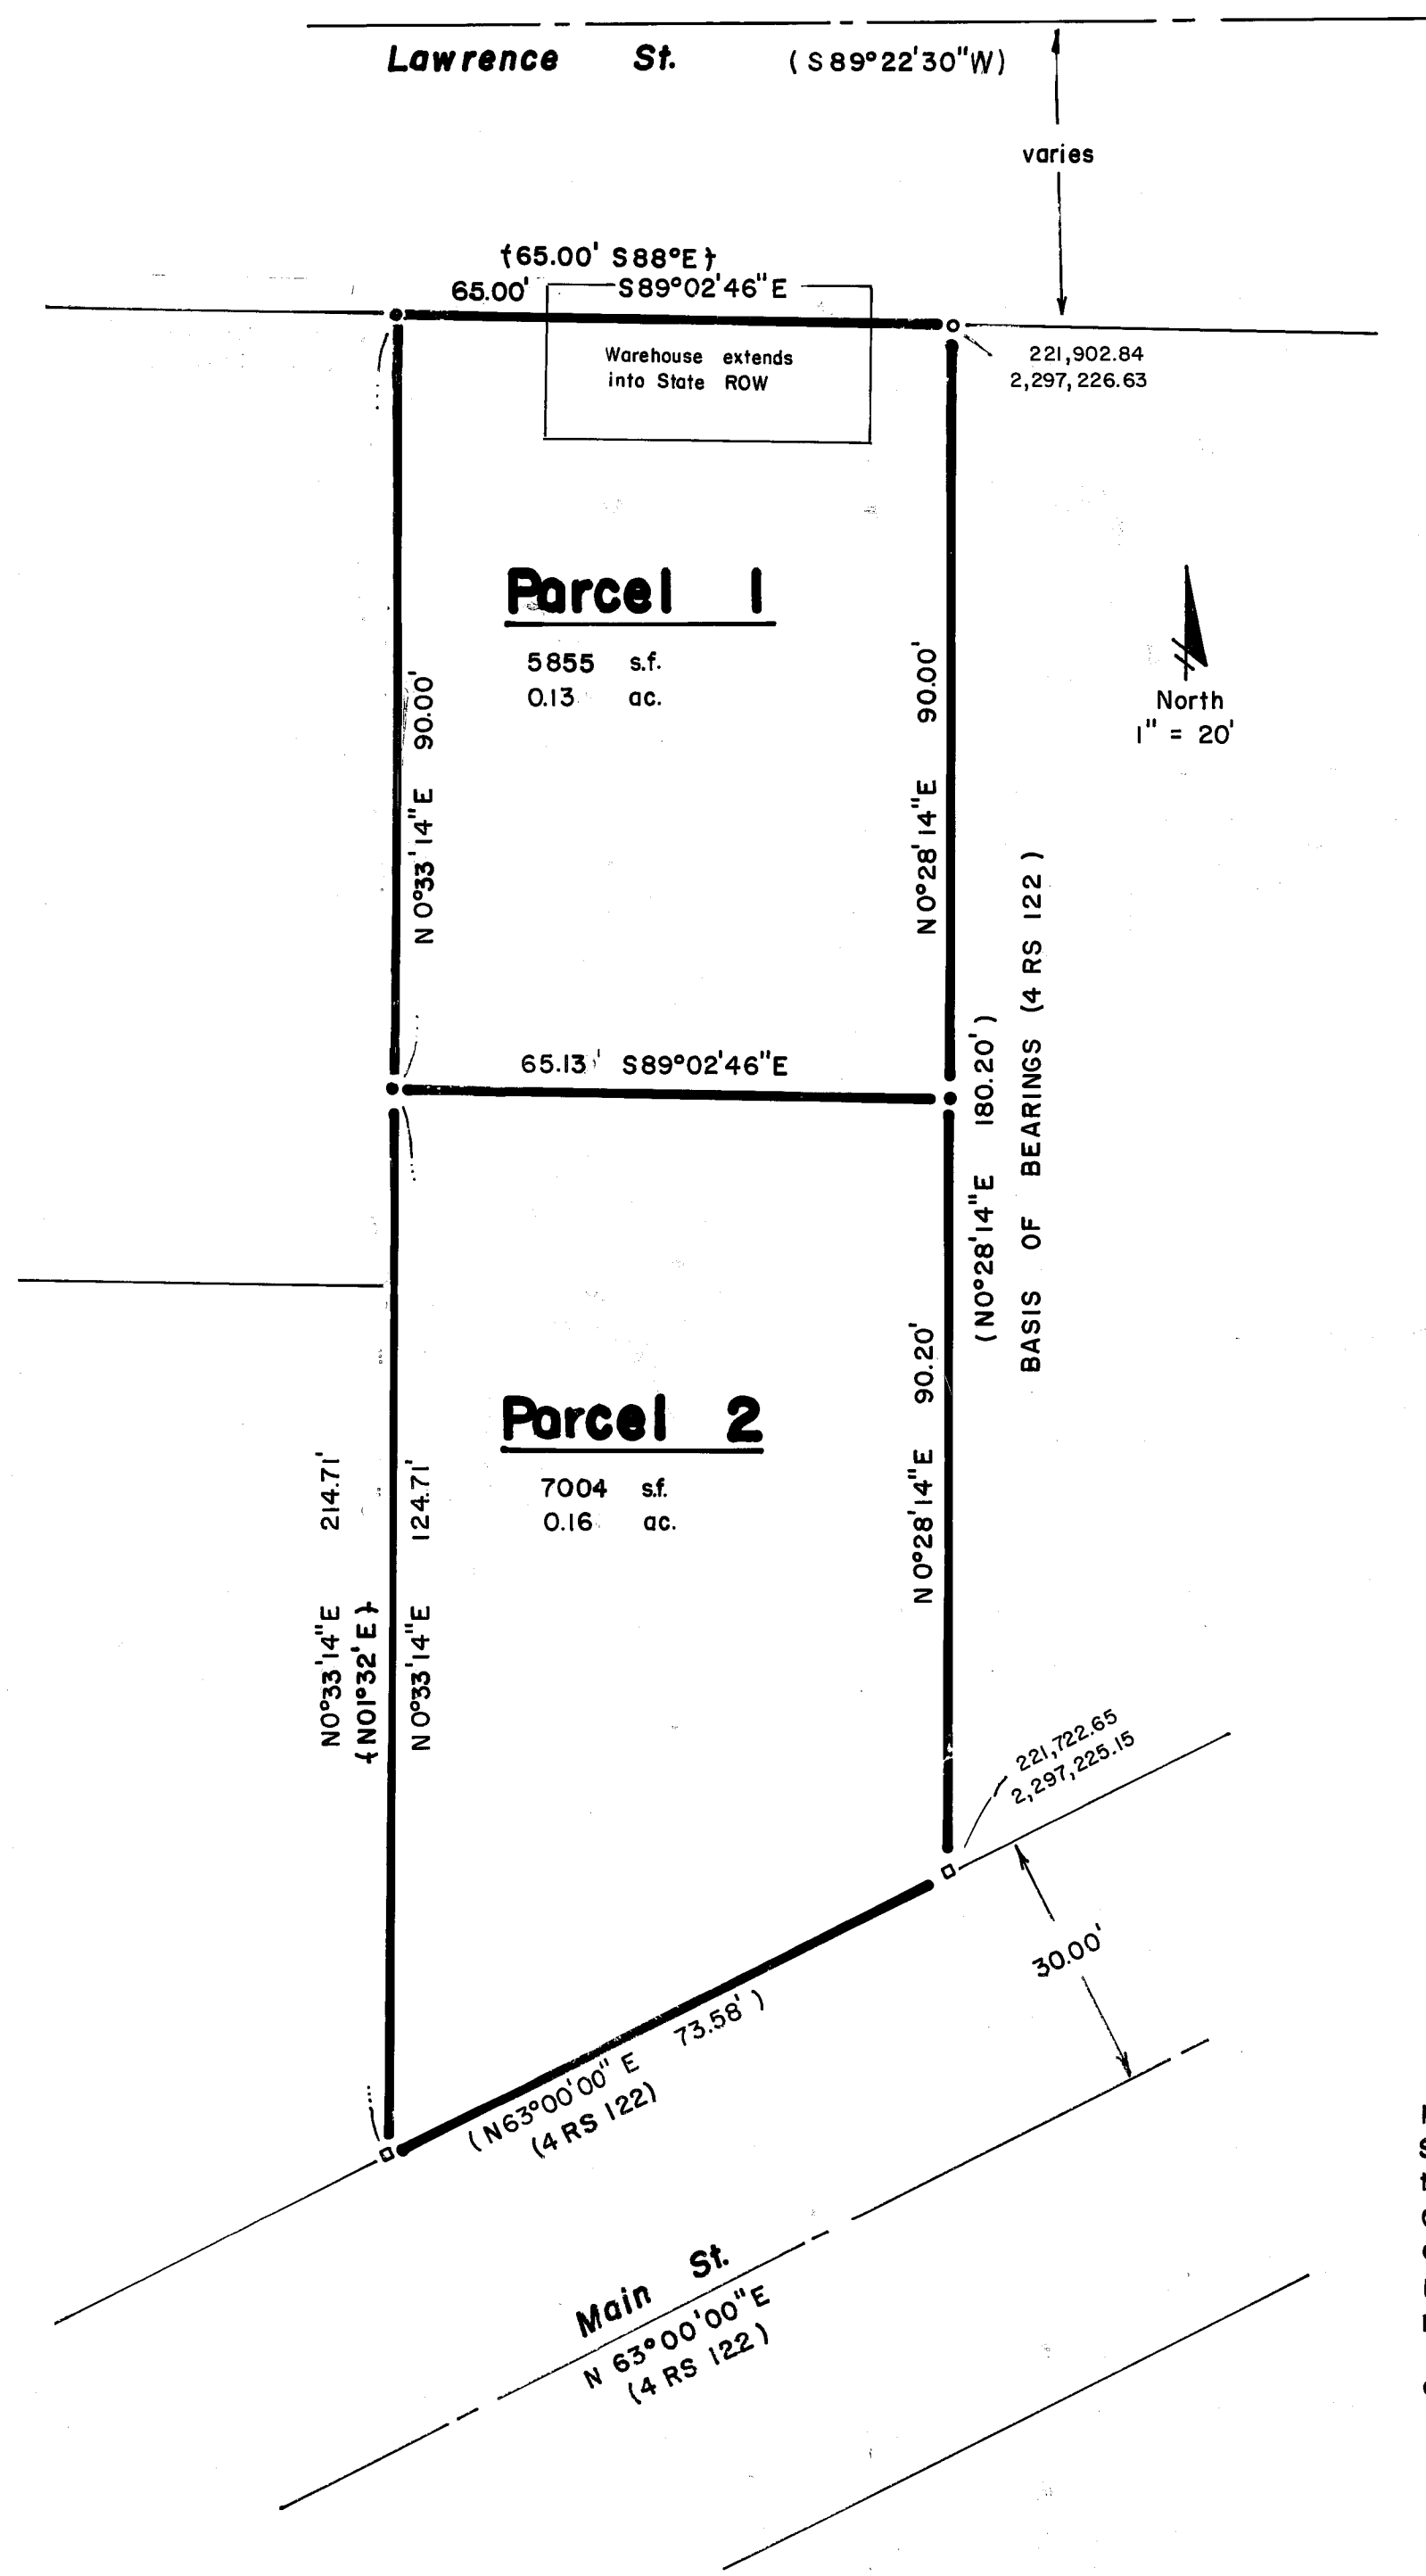 Lawrence St. (S89°22'30"W)
varies
{65.00' S88°E}
65.00' S89°02'46"E
Warehouse extends
into State ROW
221,902.84
2,297,226.63
Parcel 1
5855 s.f.
0.13 ac.
N0°33'14"E 90.00'
N0°28'14"E 90.00'
North
1" = 20'
65.13' S89°02'46"E
(N0°28'14"E 180.20')
BASIS OF BEARINGS (4 RS 122)
Parcel 2
7004 s.f.
0.16 ac.
N0°33'14"E 214.71'
{N01°32'E}
N0°33'14"E 124.71'
N0°28'14"E 90.20'
221,722.65
2,297,225.15
30.00'
(N63°00'00"E 73.58')
(4 RS 122)
Main St.
N 63°00'00"E
(4 RS 122)